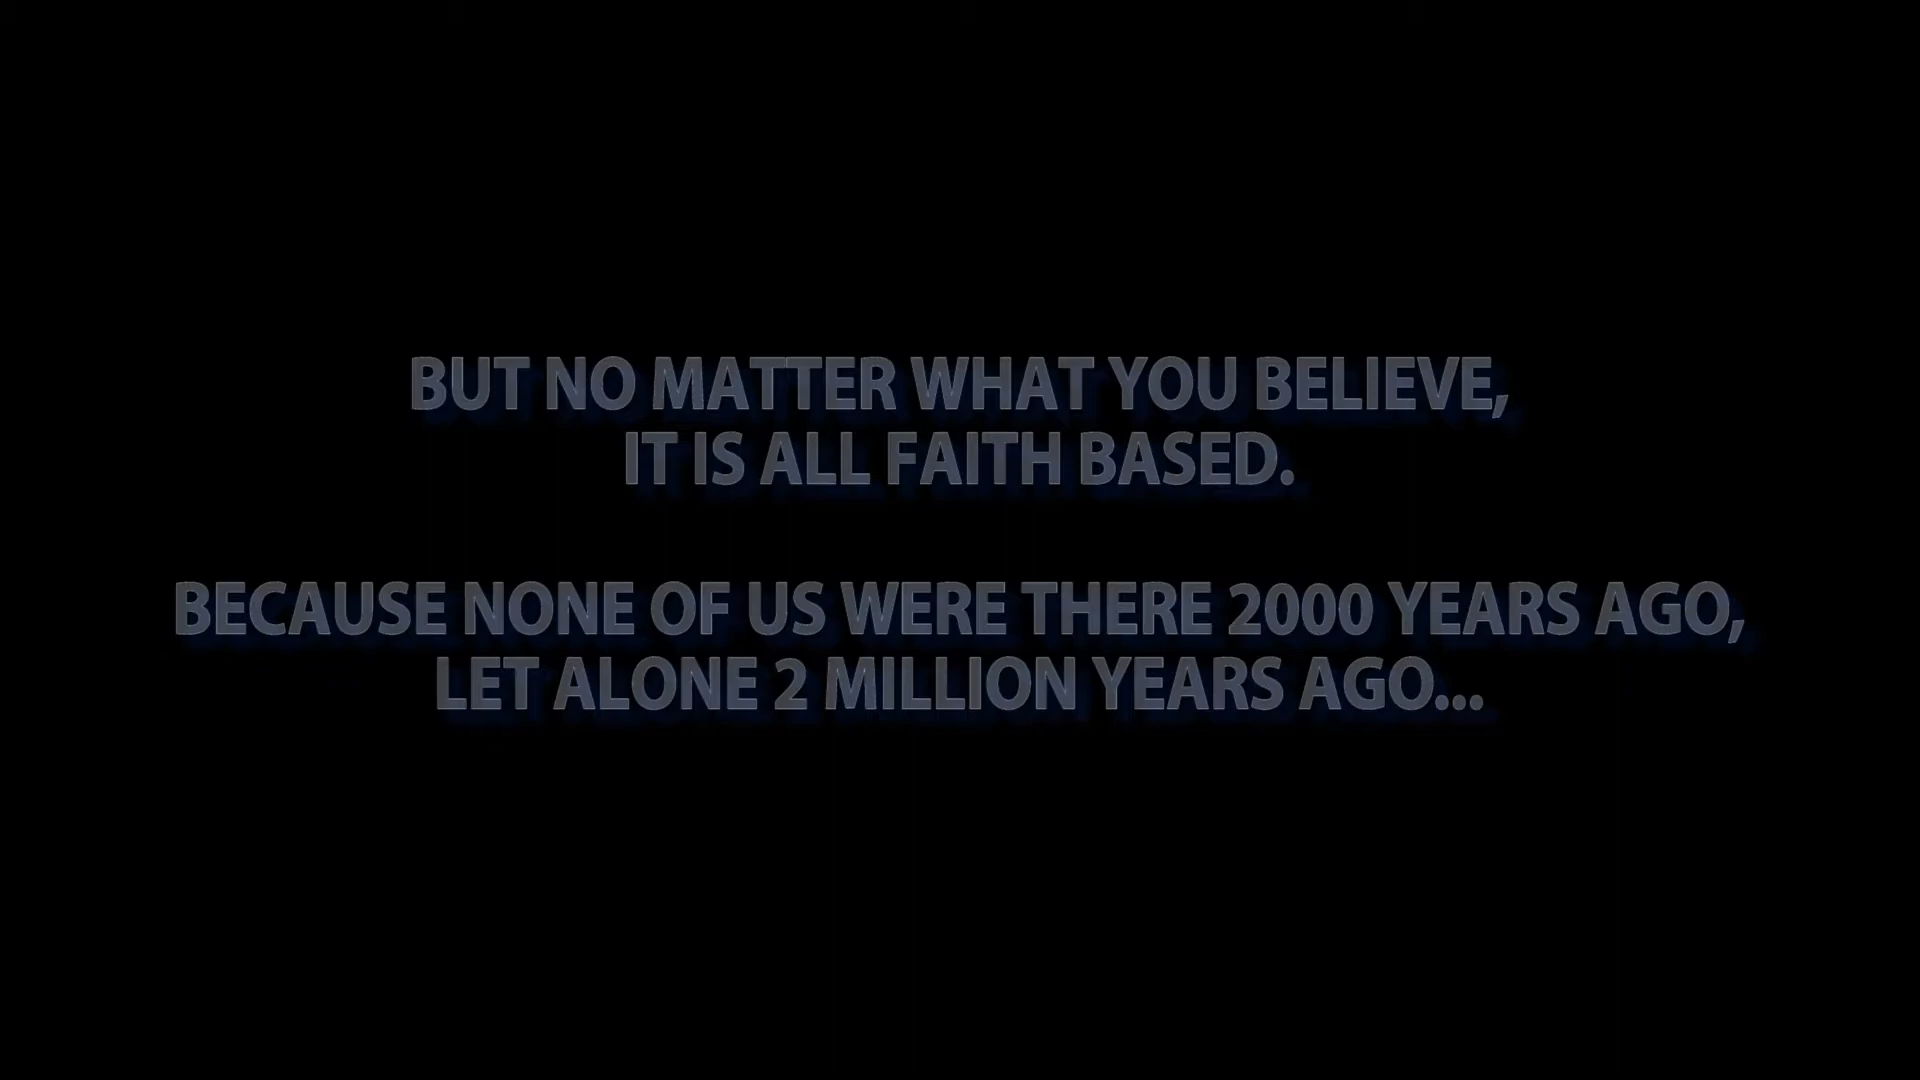 BUT NO MATTER WHAT YOU BELIEVE,
IT IS ALL FAITH BASED.
BECAUSE NONE OF US WERE THERE 2000 YEARS AGO,
LET ALONE 2 MILLION YEARS AGO...